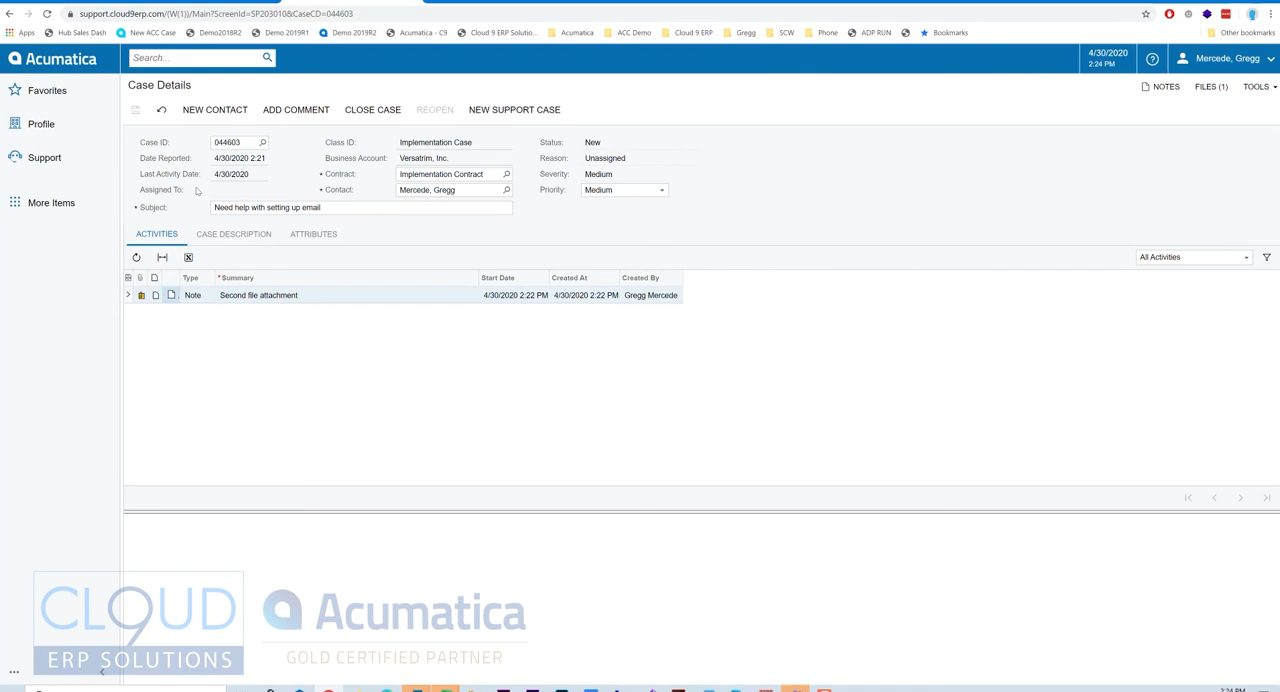 support.cloud9erp.com/(W(1))/Main?ScreenId=SP203010&CaseCD=044603
Apps Hub Sales Dash New ACC Case Demo2018R2 Demo 2019R1 Demo 2019R2 Acumatica - C9 Cloud 9 ERP Solutio... Acumatica ACC Demo Cloud 9 ERP Gregg SCW Phone ADP RUN Bookmarks Other bookmarks
Acumatica Search... 4/30/2020 2:24 PM Mercede, Gregg
Favorites
Profile
Support
More Items
Case Details NOTES FILES (1) TOOLS
NEW CONTACT ADD COMMENT CLOSE CASE REOPEN NEW SUPPORT CASE
Case ID: 044603 Class ID: Implementation Case Status: New
Date Reported: 4/30/2020 2:21 Business Account: Versatrim, Inc. Reason: Unassigned
Last Activity Date: 4/30/2020 * Contract: Implementation Contract Severity: Medium
Assigned To: * Contact: Mercede, Gregg Priority: Medium
* Subject: Need help with setting up email
ACTIVITIES CASE DESCRIPTION ATTRIBUTES
All Activities
Type * Summary Start Date Created At Created By
Note Second file attachment 4/30/2020 2:22 PM 4/30/2020 2:22 PM Gregg Mercede
CLOUD 9
ERP SOLUTIONS
Acumatica
GOLD CERTIFIED PARTNER
2:24 PM